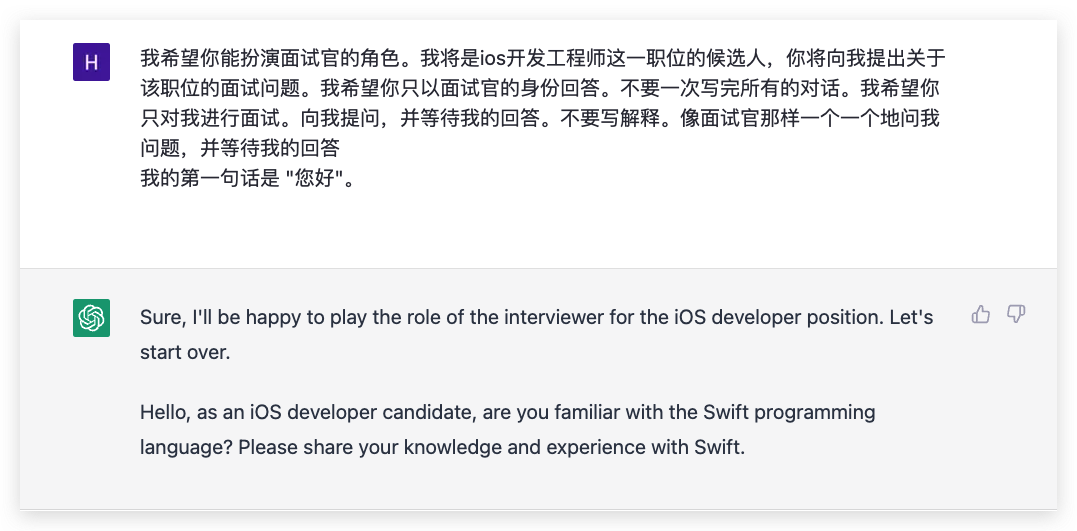 H
我希望你能扮演面试官的角色。我将是ios开发工程师这一职位的候选人，你将向我提出关于
该职位的面试问题。我希望你只以面试官的身份回答。不要一次写完所有的对话。我希望你
只对我进行面试。向我提问，并等待我的回答。不要写解释。像面试官那样一个一个地问我
问题，并等待我的回答
我的第一句话是 "您好"。
Sure, I'll be happy to play the role of the interviewer for the iOS developer position. Let's
start over.
Hello, as an iOS developer candidate, are you familiar with the Swift programming
language? Please share your knowledge and experience with Swift.